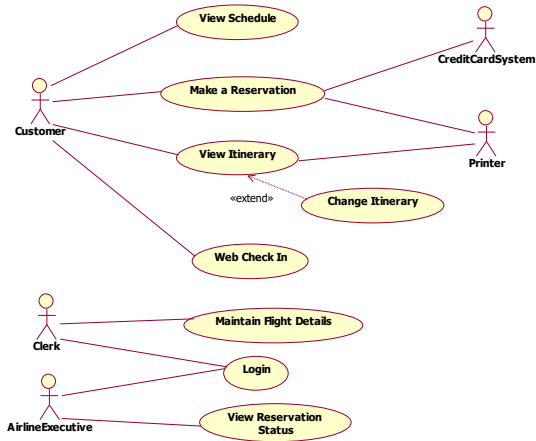 View Schedule
CreditCardSystem
Make a Reservation
Customer
View Itinerary
Printer
«extend»
Change Itinerary
Web Check In
Maintain Flight Details
Clerk
Login
AirlineExecutive
View Reservation
Status